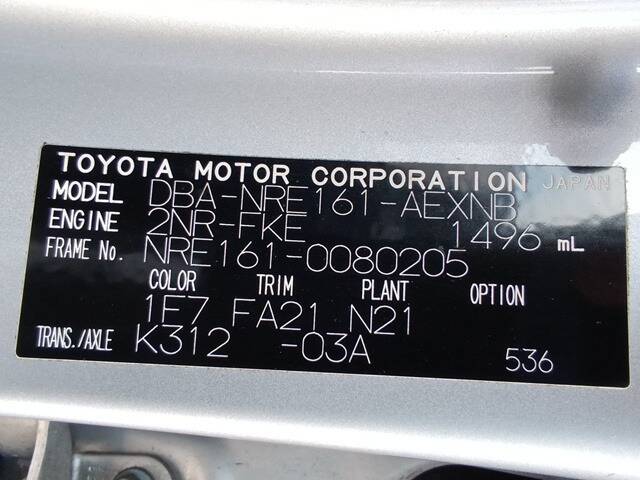 TOYOTA MOTOR CORPORATION JAPAN
MODEL DBA-NRE161-AEXNB
ENGINE 2NR-FKE 1496 mL
FRAME No. NRE161-0080205
COLOR TRIM PLANT OPTION
1F7 FA21 N21
TRANS./AXLE K312 -03A 536